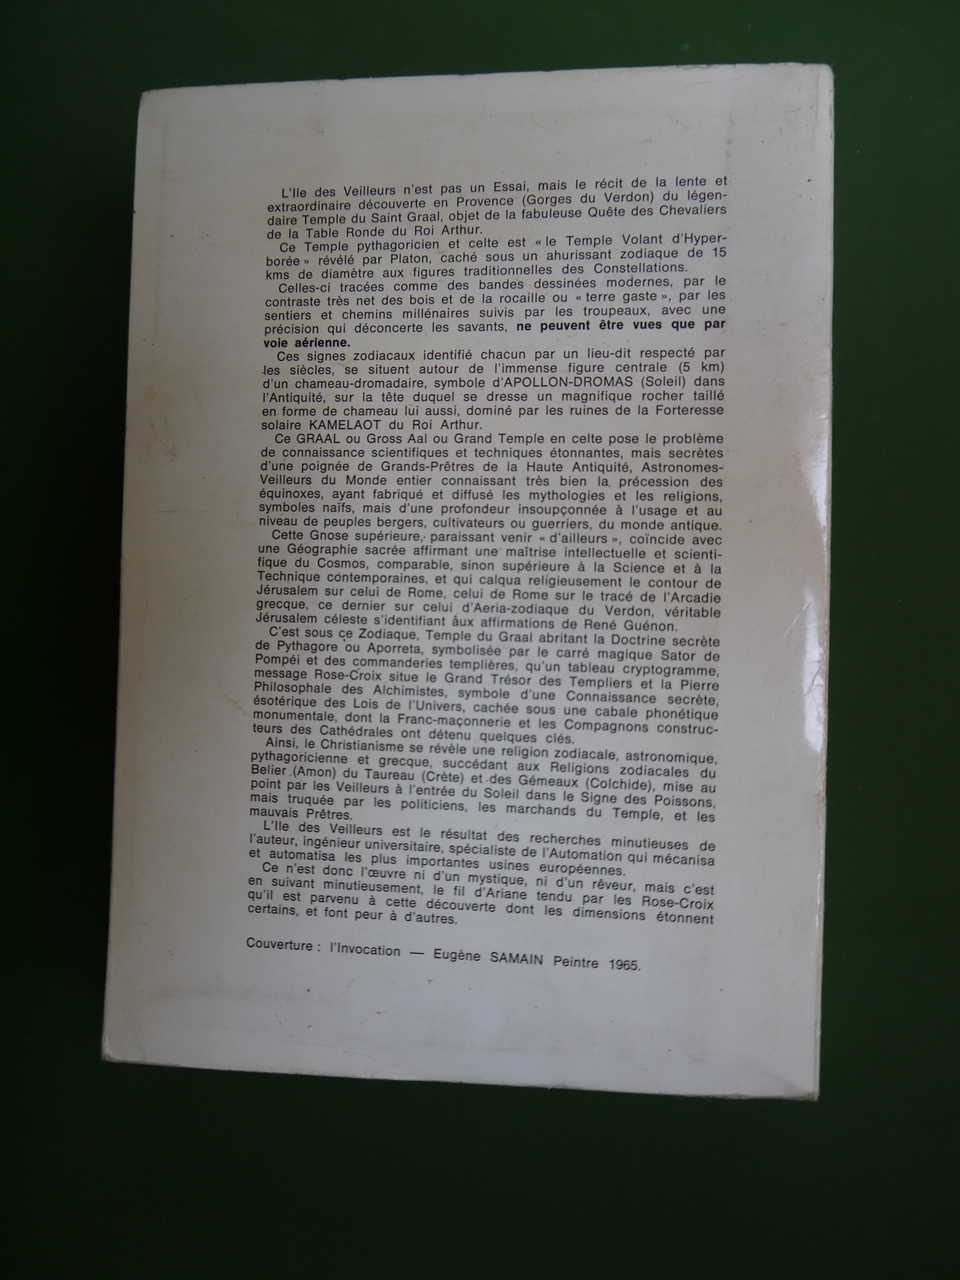 L'Ile des Veilleurs n'est pas un Essai, mais le récit de la lente et
extraordinaire découverte en Provence (Gorges du Verdon) du légen-
daire Temple du Saint Graal, objet de la fabuleuse Quête des Chevaliers
de la Table Ronde du Roi Arthur.
Ce Temple pythagoricien et celte est « le Temple Volant d'Hyper-
borée » révélé par Platon, caché sous un ahurissant zodiaque de 15
kms de diamètre aux figures traditionnelles des Constellations.
Celles-ci tracées comme des bandes dessinées modernes, par le
contraste très net des bois et de la rocaille ou « terre gaste », par les
sentiers et chemins millénaires suivis par les troupeaux, avec une
précision qui déconcerte les savants, ne peuvent être vues que par
voie aérienne.
Ces signes zodiacaux identifié chacun par un lieu-dit respecté par
les siècles, se situent autour de l'immense figure centrale (5 km)
d'un chameau-dromadaire, symbole d'APOLLON-DROMAS (Soleil) dans
l'Antiquité, sur la tête duquel se dresse un magnifique rocher taillé
en forme de chameau lui aussi, dominé par les ruines de la Forteresse
solaire KAMELAOT du Roi Arthur.
Ce GRAAL ou Gross Aal ou Grand Temple en celte pose le problème
de connaissance scientifiques et techniques étonnantes, mais secrètes
d'une poignée de Grands-Prêtres de la Haute Antiquité, Astronomes-
Veilleurs du Monde entier connaissant très bien la précession des
équinoxes, ayant fabriqué et diffusé les mythologies et les religions,
symboles naïfs, mais d'une profondeur insoupçonnée à l'usage et au
niveau de peuples bergers, cultivateurs ou guerriers, du monde antique.
Cette Gnose supérieure, paraissant venir « d'ailleurs », coïncide avec
une Géographie sacrée affirmant une maîtrise intellectuelle et scienti-
fique du Cosmos, comparable, sinon supérieure à la Science et à la
Technique contemporaines, et qui calqua religieusement le contour de
Jérusalem sur celui de Rome, celui de Rome sur le tracé de l'Arcadie
grecque, ce dernier sur celui d'Aeria-zodiaque du Verdon, véritable
Jérusalem céleste s'identifiant aux affirmations de René Guénon.
C'est sous ce Zodiaque, Temple du Graal abritant la Doctrine secrète
de Pythagore ou Aporreta, symbolisée par le carré magique Sator de
Pompéi et des commanderies templières, qu'un tableau cryptogramme,
message Rose-Croix situe le Grand Trésor des Templiers et la Pierre
Philosophale des Alchimistes, symbole d'une Connaissance secrète,
ésotérique des Lois de l'Univers, cachée sous une cabale phonétique
monumentale, dont la Franc-maçonnerie et les Compagnons construc-
teurs des Cathédrales ont détenu quelques clés.
Ainsi, le Christianisme se révèle une religion zodiacale, astronomique,
pythagoricienne et grecque, succédant aux Religions zodiacales du
Belier (Amon) du Taureau (Crète) et des Gémeaux (Colchide), mise au
point par les Veilleurs à l'entrée du Soleil dans le Signe des Poissons,
mais truquée par les politiciens, les marchands du Temple, et les
mauvais Prêtres.
L'Ile des Veilleurs est le résultat des recherches minutieuses de
l'auteur, ingénieur universitaire, spécialiste de l'Automation qui mécanisa
et automatisa les plus importantes usines européennes.
Ce n'est donc l'œuvre ni d'un mystique, ni d'un rêveur, mais c'est
en suivant minutieusement, le fil d'Ariane tendu par les Rose-Croix
qu'il est parvenu à cette découverte dont les dimensions étonnent
certains, et font peur à d'autres.
Couverture : l'Invocation — Eugène SAMAIN Peintre 1965.